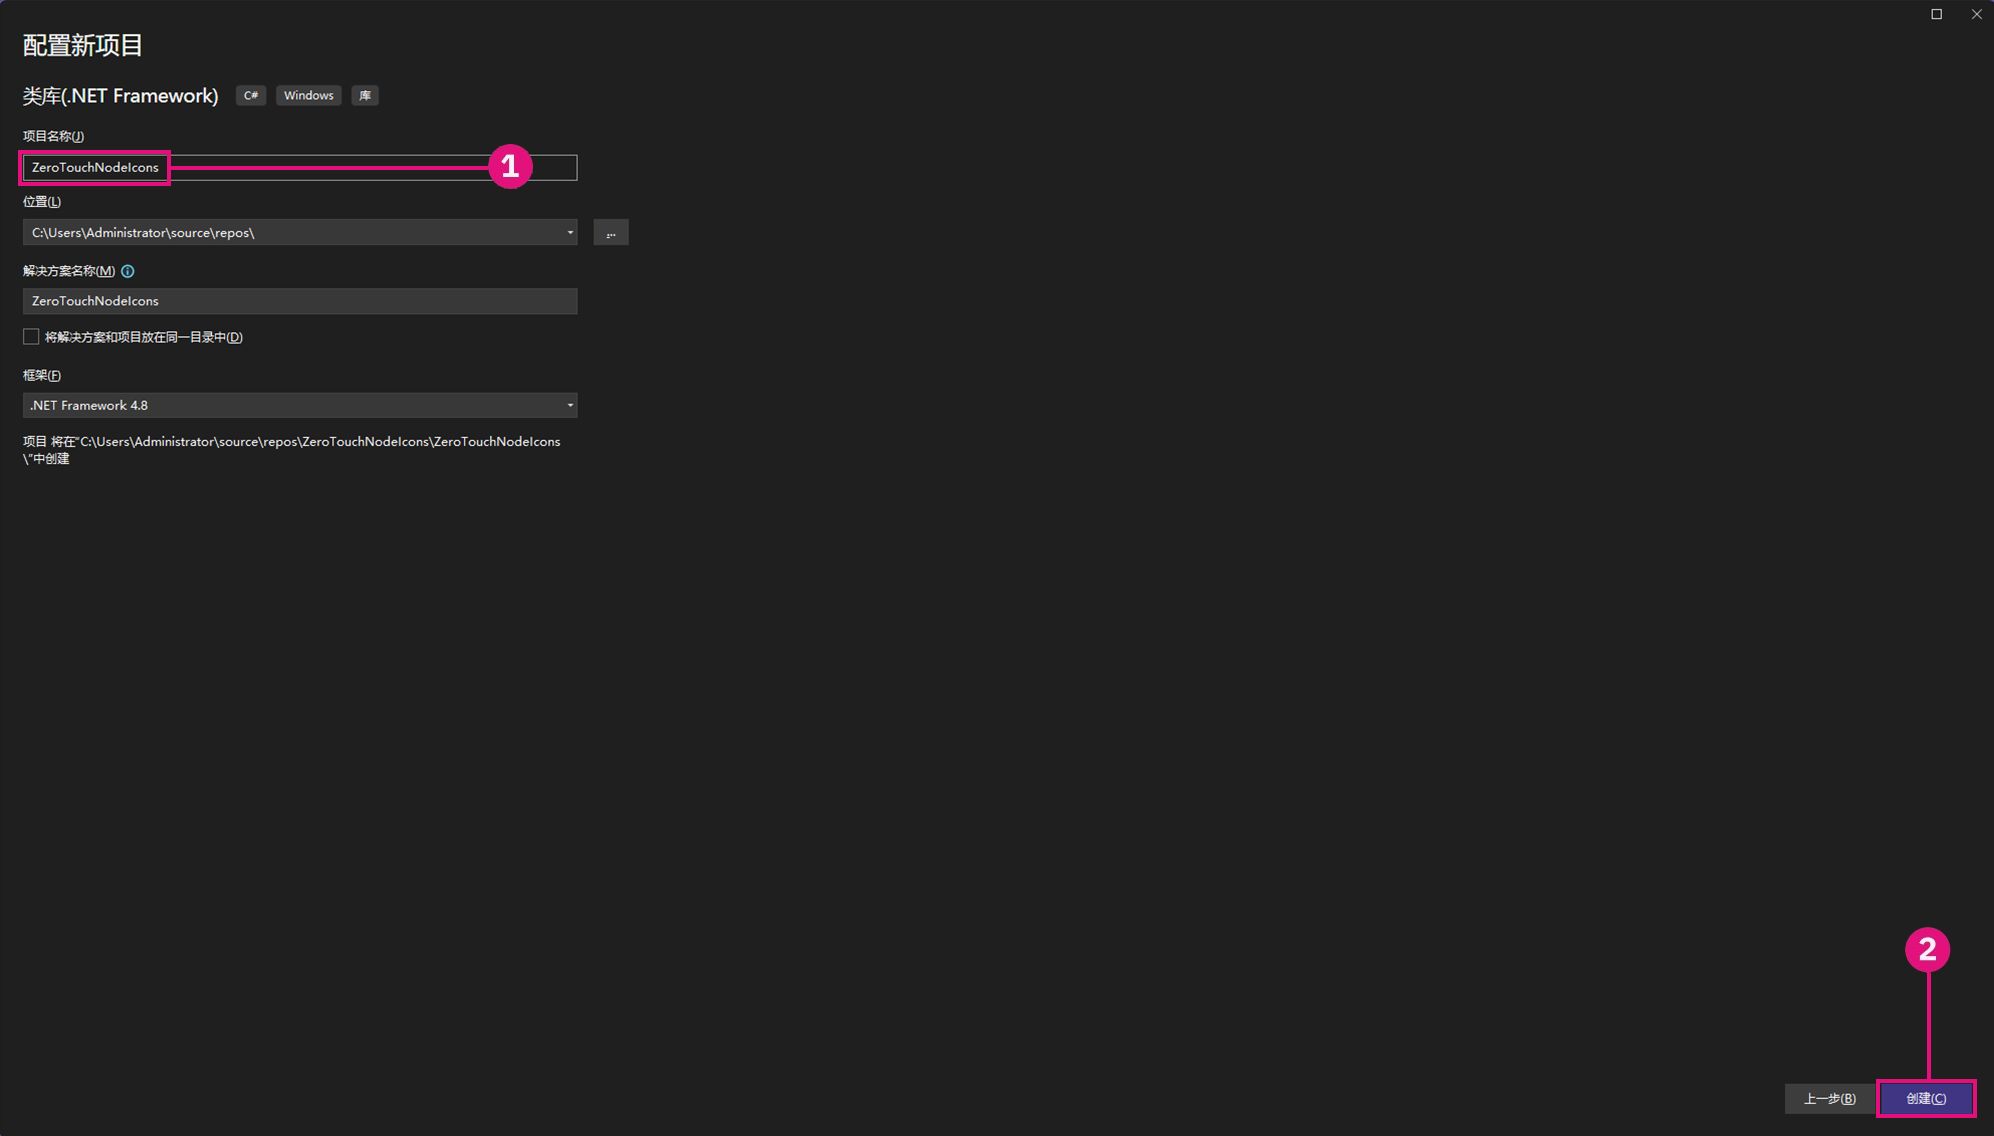 配置新项目
类库(.NET Framework) C# Windows 库
项目名称(J)
ZeroTouchNodeIcons 1
位置(L)
C:\Users\Administrator\source\repos\ ...
解决方案名称(M)
ZeroTouchNodeIcons
将解决方案和项目放在同一目录中(D)
框架(F)
.NET Framework 4.8
项目 将在"C:\Users\Administrator\source\repos\ZeroTouchNodeIcons\ZeroTouchNodeIcons
\"中创建
2
上一步(B) 创建(C)